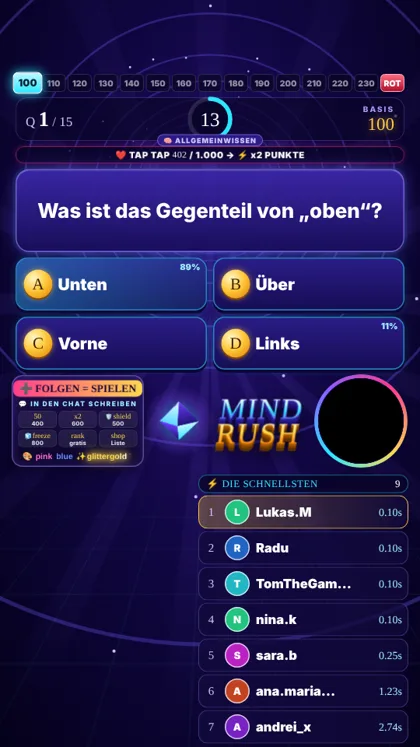 100 110 120 130 140 150 160 170 180 190 200 210 220 230 ROT
Q 1 / 15
13
BASIS
100
🧠 ALLGEMEINWISSEN
❤️ TAP TAP 402 / 1.000 → ⚡ x2 PUNKTE
Was ist das Gegenteil von „oben“?
A Unten 89%
B Über
C Vorne
D Links 11%
➕ FOLGEN = SPIELEN
💬 IN DEN CHAT SCHREIBEN
50 x2 🛡️ shield
400 600 500
🧊 freeze rank shop
800 gratis Liste
🎨 pink blue ✨glittergold
MIND
RUSH
⚡ DIE SCHNELLSTEN 9
1 L Lukas.M 0.10s
2 R Radu 0.10s
3 T TomTheGam... 0.10s
4 N nina.k 0.10s
5 S sara.b 0.25s
6 A ana.maria... 1.23s
7 A andrei_x 2.74s